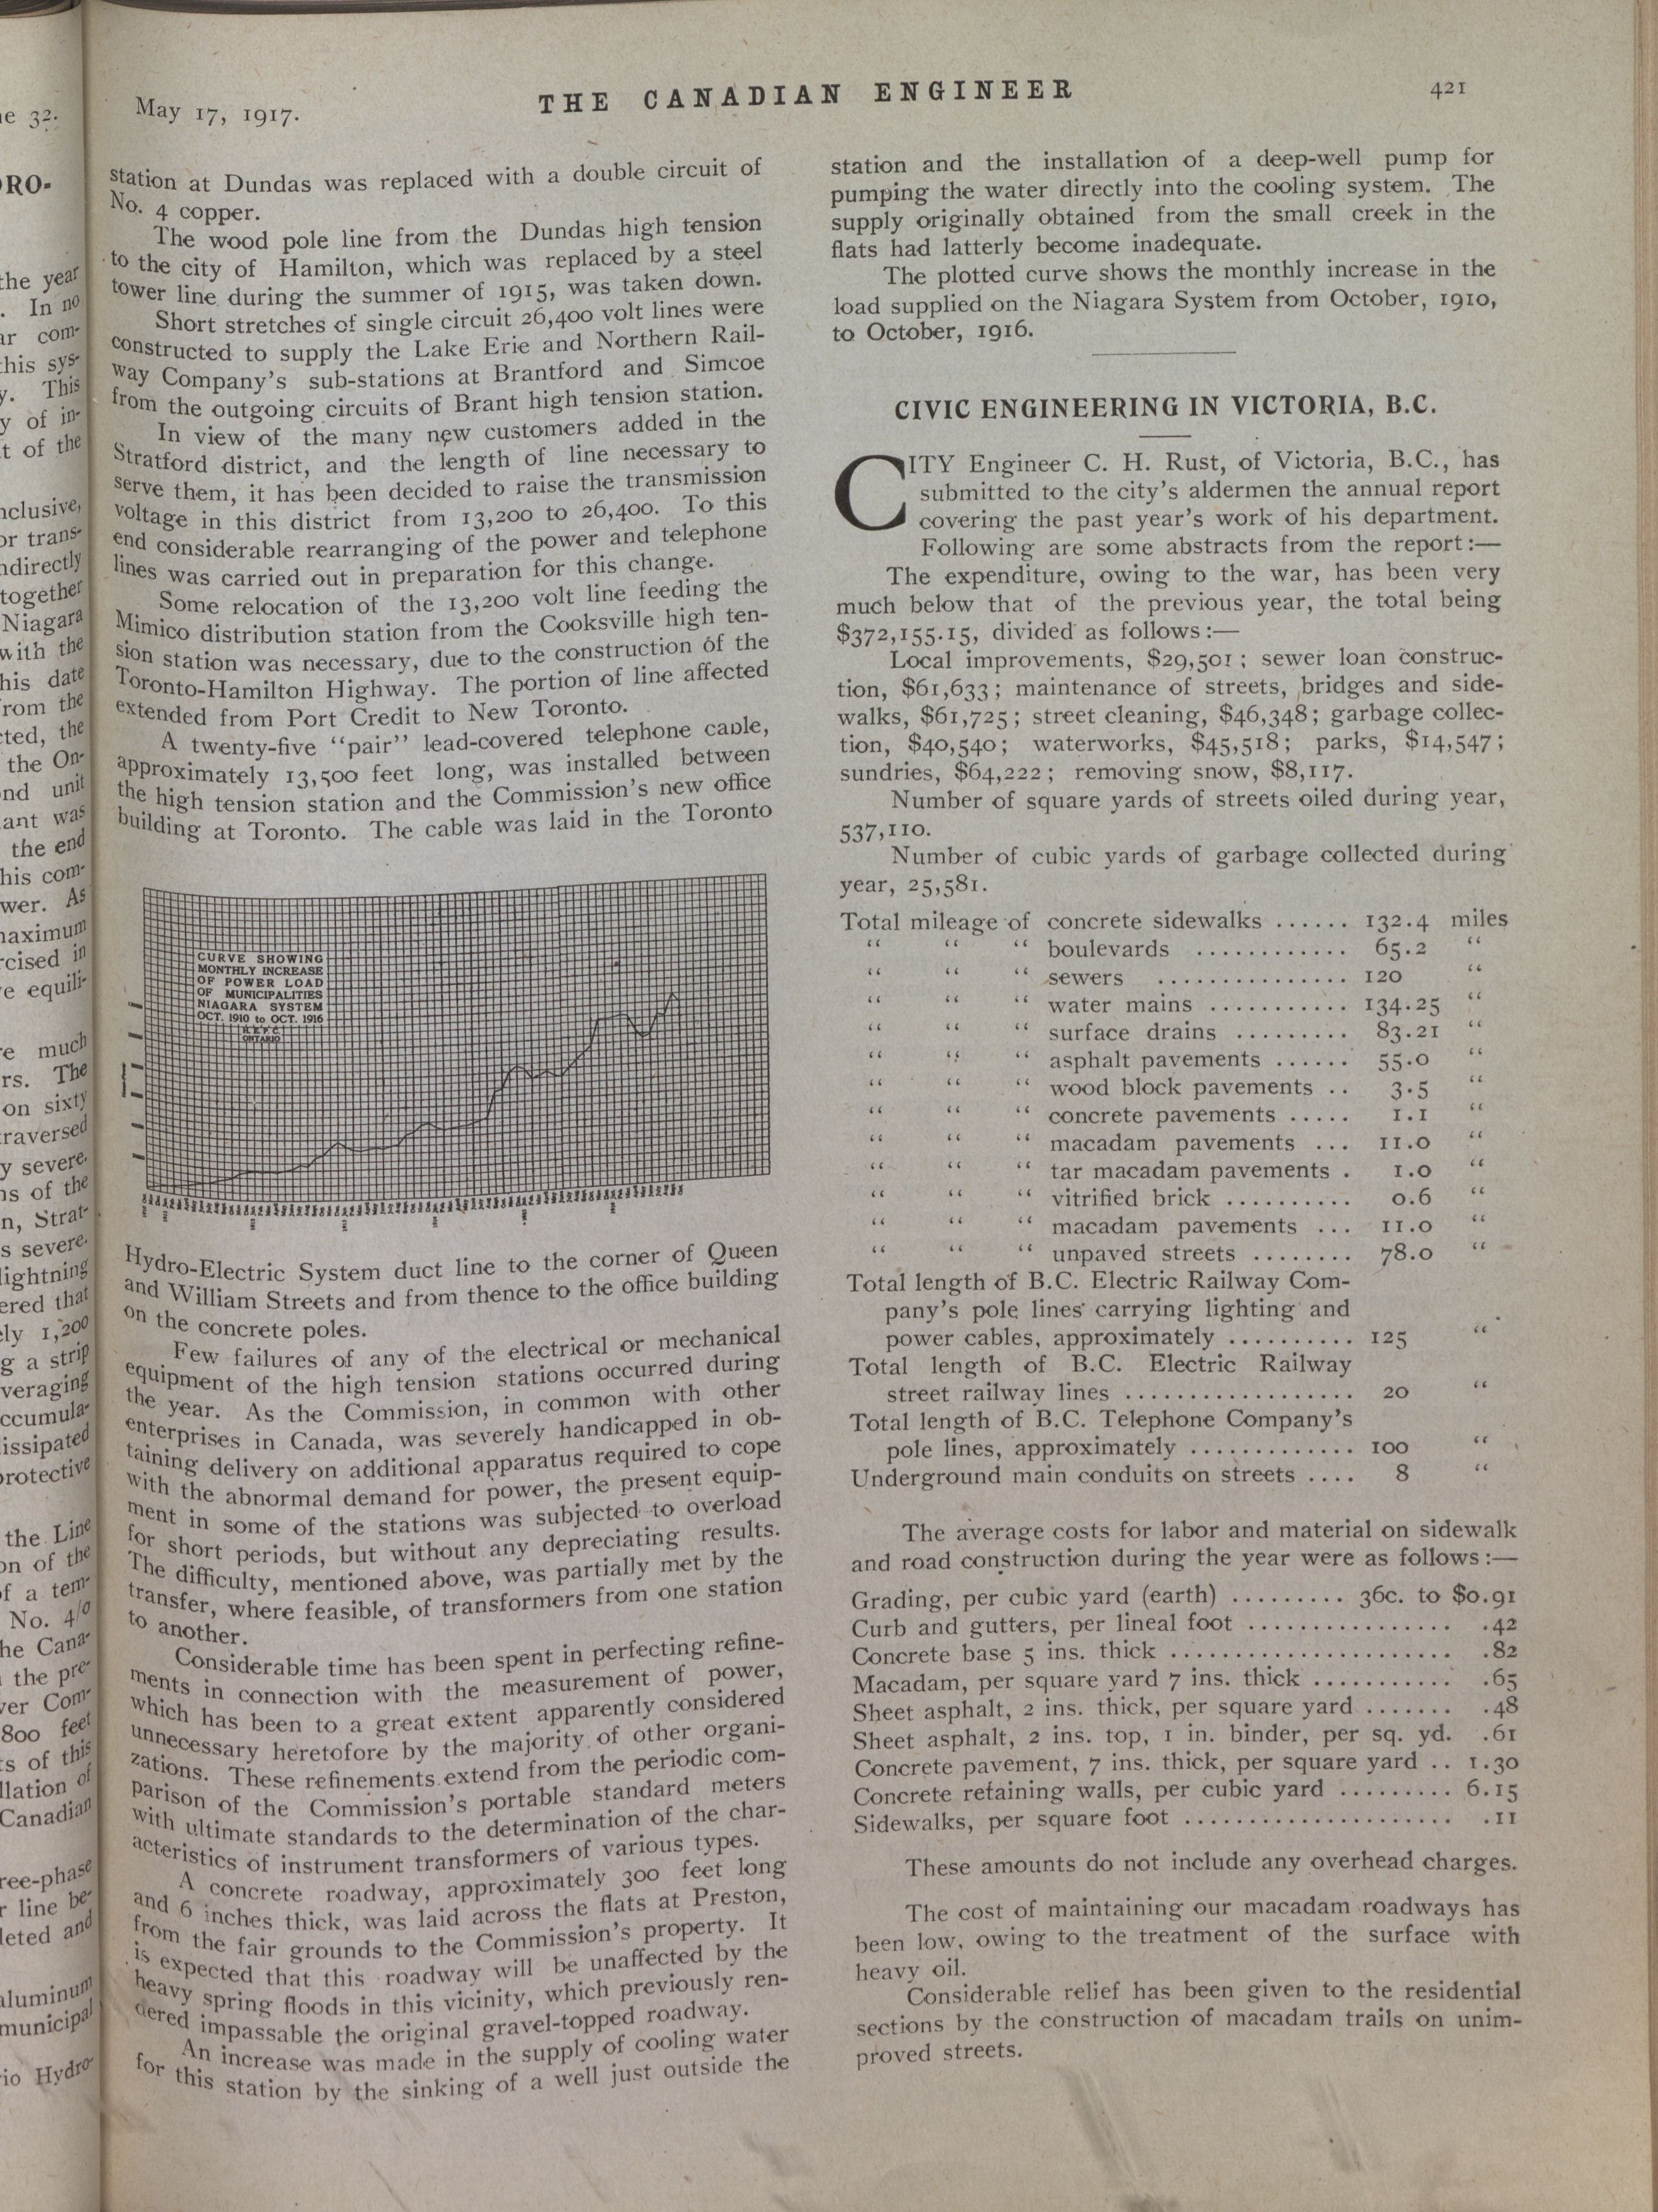 May 17, 1917.
THE CANADIAN ENGINEER
421
station at Dundas was replaced with a double circuit of
No. 4 copper.
The wood pole line from the Dundas high tension
to the city of Hamilton, which was replaced by a steel
tower line during the summer of 1915, was taken down.
Short stretches of single circuit 26,400 volt lines were
constructed to supply the Lake Erie and Northern Rail-
way Company's sub-stations at Brantford and Simcoe
from the outgoing circuits of Brant high tension station.
In view of the many new customers added in the
Stratford district, and the length of line necessary to
serve them, it has been decided to raise the transmission
voltage in this district from 13,200 to 26,400. To this
end considerable rearranging of the power and telephone
lines was carried out in preparation for this change.
Some relocation of the 13,200 volt line feeding the
Mimico distribution station from the Cooksville high ten-
sion station was necessary, due to the construction of the
Toronto-Hamilton Highway. The portion of line affected
extended from Port Credit to New Toronto.
A twenty-five "pair" lead-covered telephone cable,
approximately 13,500 feet long, was installed between
the high tension station and the Commission's new office
building at Toronto. The cable was laid in the Toronto
CURVE SHOWING
MONTHLY INCREASE
OF POWER LOAD
OF MUNICIPALITIES
NIAGARA SYSTEM
OCT. 1910 to OCT. 1916
H.E.P.C.
ONTARIO
Hydro-Electric System duct line to the corner of Queen
and William Streets and from thence to the office building
on the concrete poles.
Few failures of any of the electrical or mechanical
equipment of the high tension stations occurred during
the year. As the Commission, in common with other
enterprises in Canada, was severely handicapped in ob-
taining delivery on additional apparatus required to cope
with the abnormal demand for power, the present equip-
ment in some of the stations was subjected to overload
for short periods, but without any depreciating results.
The difficulty, mentioned above, was partially met by the
transfer, where feasible, of transformers from one station
to another.
Considerable time has been spent in perfecting refine-
ments in connection with the measurement of power,
which has been to a great extent apparently considered
unnecessary heretofore by the majority of other organi-
zations. These refinements extend from the periodic com-
parison of the Commission's portable standard meters
with ultimate standards to the determination of the char-
acteristics of instrument transformers of various types.
A concrete roadway, approximately 300 feet long
and 6 inches thick, was laid across the flats at Preston,
from the fair grounds to the Commission's property. It
is expected that this roadway will be unaffected by the
heavy spring floods in this vicinity, which previously ren-
dered impassable the original gravel-topped roadway.
An increase was made in the supply of cooling water
for this station by the sinking of a well just outside the
station and the installation of a deep-well pump for
pumping the water directly into the cooling system. The
supply originally obtained from the small creek in the
flats had latterly become inadequate.
The plotted curve shows the monthly increase in the
load supplied on the Niagara System from October, 1910,
to October, 1916.
CIVIC ENGINEERING IN VICTORIA, B.C.
CITY Engineer C. H. Rust, of Victoria, B.C., has
submitted to the city's aldermen the annual report
covering the past year's work of his department.
Following are some abstracts from the report:—
The expenditure, owing to the war, has been very
much below that of the previous year, the total being
$372,155.15, divided as follows:—
Local improvements, $29,501; sewer loan construc-
tion, $61,633; maintenance of streets, bridges and side-
walks, $61,725; street cleaning, $46,348; garbage collec-
tion, $40,540; waterworks, $45,518; parks, $14,547;
sundries, $64,222; removing snow, $8,117.
Number of square yards of streets oiled during year,
537,110.
Number of cubic yards of garbage collected during
year, 25,581.
Total mileage of concrete sidewalks ...... 132.4 miles
" " " boulevards ............ 65.2 "
" " " sewers ............... 120 "
" " " water mains ........... 134.25 "
" " " surface drains ......... 83.21 "
" " " asphalt pavements ...... 55.0 "
" " " wood block pavements .. 3.5 "
" " " concrete pavements ..... 1.1 "
" " " macadam pavements ... 11.0 "
" " " tar macadam pavements . 1.0 "
" " " vitrified brick .......... 0.6 "
" " " macadam pavements ... 11.0 "
" " " unpaved streets ........ 78.0 "
Total length of B.C. Electric Railway Com-
pany's pole lines carrying lighting and
power cables, approximately .......... 125 "
Total length of B.C. Electric Railway
street railway lines .................. 20 "
Total length of B.C. Telephone Company's
pole lines, approximately ............. 100 "
Underground main conduits on streets .... 8 "
The average costs for labor and material on sidewalk
and road construction during the year were as follows:—
Grading, per cubic yard (earth) ......... 36c. to $0.91
Curb and gutters, per lineal foot ................ .42
Concrete base 5 ins. thick ...................... .82
Macadam, per square yard 7 ins. thick ........... .65
Sheet asphalt, 2 ins. thick, per square yard ....... .48
Sheet asphalt, 2 ins. top, 1 in. binder, per sq. yd. .61
Concrete pavement, 7 ins. thick, per square yard .. 1.30
Concrete retaining walls, per cubic yard ......... 6.15
Sidewalks, per square foot ..................... .11
These amounts do not include any overhead charges.
The cost of maintaining our macadam roadways has
been low, owing to the treatment of the surface with
heavy oil.
Considerable relief has been given to the residential
sections by the construction of macadam trails on unim-
proved streets.